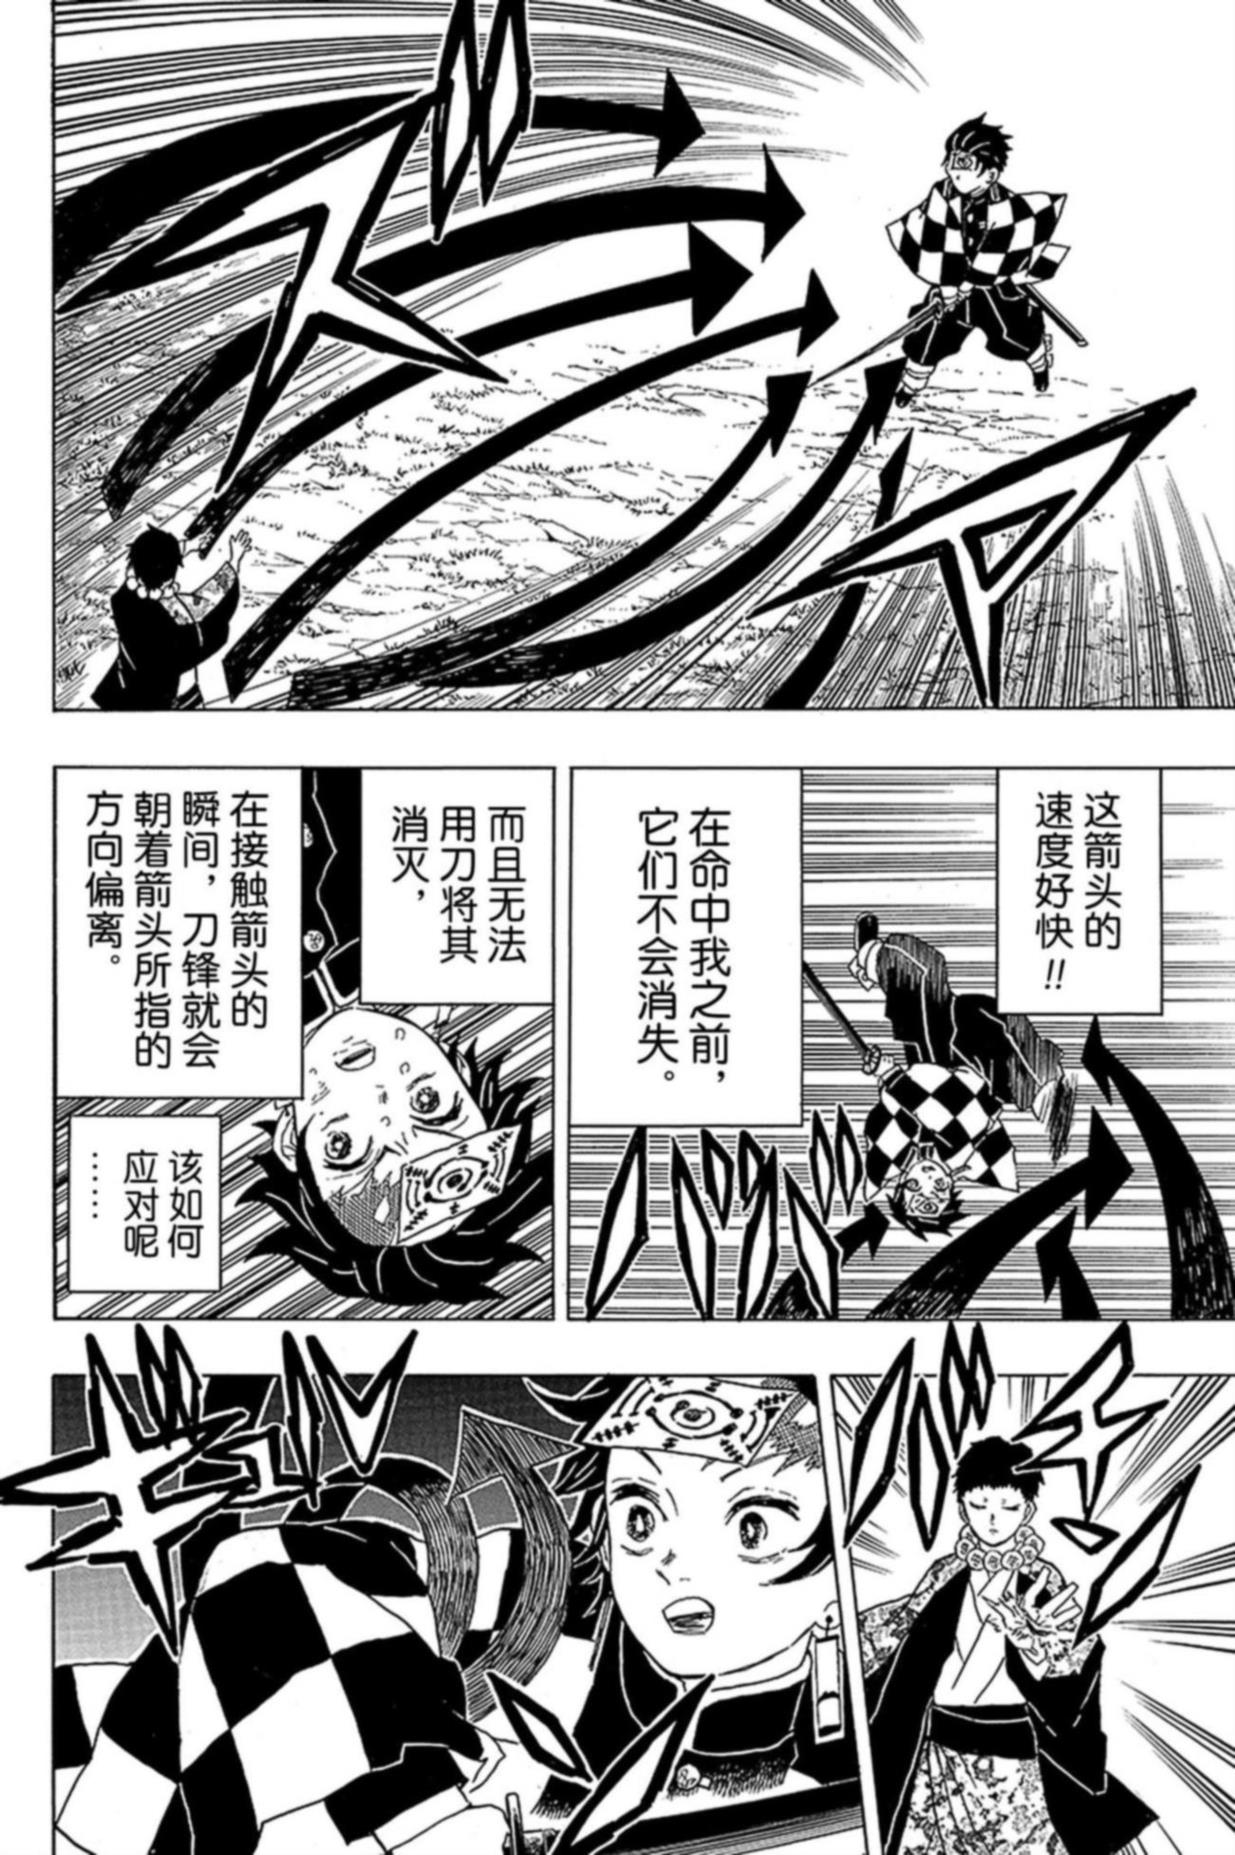 这箭头的
速度好快!!
在命中我之前，
它们不会消失。
而且无法
用刀将其
消灭，
在接触箭头的
瞬间，刀锋就会
朝着箭头所指的
方向偏离。
该如何
应对呢
……